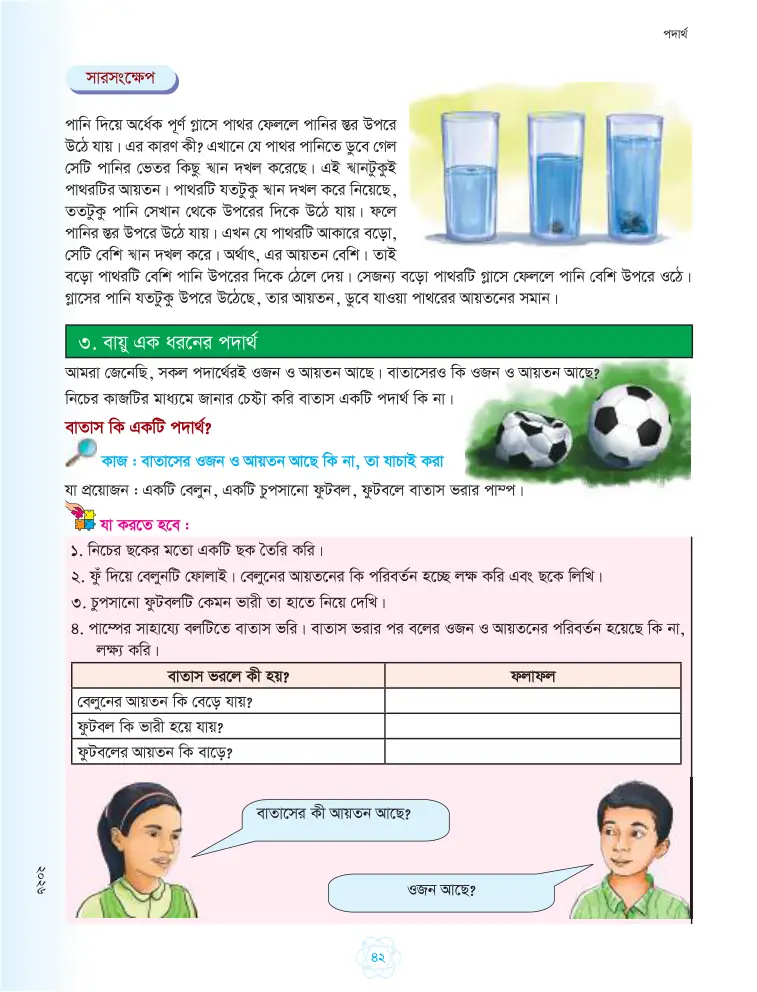 পদার্থ
সারসংক্ষেপ
পানি দিয়ে অর্ধেক পূর্ণ গ্লাসে পাথর ফেললে পানির স্তর উপরে
উঠে যায়। এর কারণ কী? এখানে যে পাথর পানিতে ডুবে গেল
সেটি পানির ভেতর কিছু স্থান দখল করেছে। এই স্থানটুকুই
পাথরটির আয়তন। পাথরটি যতটুকু স্থান দখল করে নিয়েছে,
ততটুকু পানি সেখান থেকে উপরের দিকে উঠে যায়। ফলে
পানির স্তর উপরে উঠে যায়। এখন যে পাথরটি আকারে বড়ো,
সেটি বেশি স্থান দখল করে। অর্থাৎ, এর আয়তন বেশি। তাই
বড়ো পাথরটি বেশি পানি উপরের দিকে ঠেলে দেয়। সেজন্য বড়ো পাথরটি গ্লাসে ফেললে পানি বেশি উপরে ওঠে।
গ্লাসের পানি যতটুকু উপরে উঠেছে, তার আয়তন, ডুবে যাওয়া পাথরের আয়তনের সমান।
৩. বায়ু এক ধরনের পদার্থ
আমরা জেনেছি, সকল পদার্থেরই ওজন ও আয়তন আছে। বাতাসেরও কি ওজন ও আয়তন আছে?
নিচের কাজটির মাধ্যমে জানার চেষ্টা করি বাতাস একটি পদার্থ কি না।
বাতাস কি একটি পদার্থ?
কাজ : বাতাসের ওজন ও আয়তন আছে কি না, তা যাচাই করা
যা প্রয়োজন : একটি বেলুন, একটি চুপসানো ফুটবল, ফুটবলে বাতাস ভরার পাম্প।
যা করতে হবে :
১. নিচের ছকের মতো একটি ছক তৈরি করি।
২. ফুঁ দিয়ে বেলুনটি ফোলাই। বেলুনের আয়তনের কি পরিবর্তন হচ্ছে লক্ষ করি এবং ছকে লিখি।
৩. চুপসানো ফুটবলটি কেমন ভারী তা হাতে নিয়ে দেখি।
৪. পাম্পের সাহায্যে বলটিতে বাতাস ভরি। বাতাস ভরার পর বলের ওজন ও আয়তনের পরিবর্তন হয়েছে কি না,
লক্ষ্য করি।
বাতাস ভরলে কী হয়? ফলাফল
বেলুনের আয়তন কি বেড়ে যায়?
ফুটবল কি ভারী হয়ে যায়?
ফুটবলের আয়তন কি বাড়ে?
বাতাসের কী আয়তন আছে?
ওজন আছে?
২০২৫
৪২